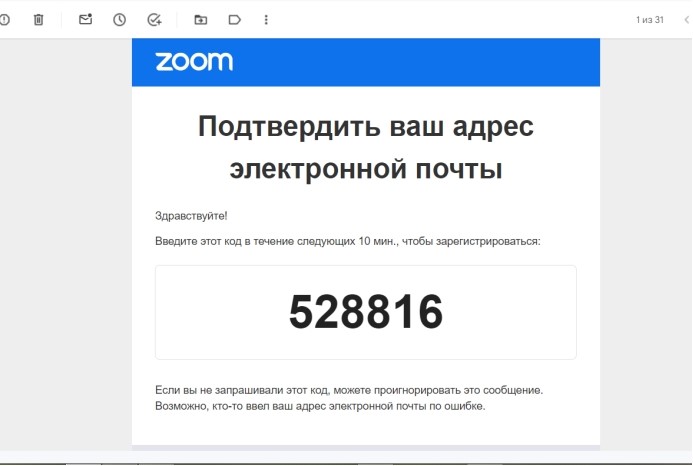 1 из 31
zoom
Подтвердить ваш адрес
электронной почты
Здравствуйте!
Введите этот код в течение следующих 10 мин., чтобы зарегистрироваться:
528816
Если вы не запрашивали этот код, можете проигнорировать это сообщение.
Возможно, кто-то ввел ваш адрес электронной почты по ошибке.